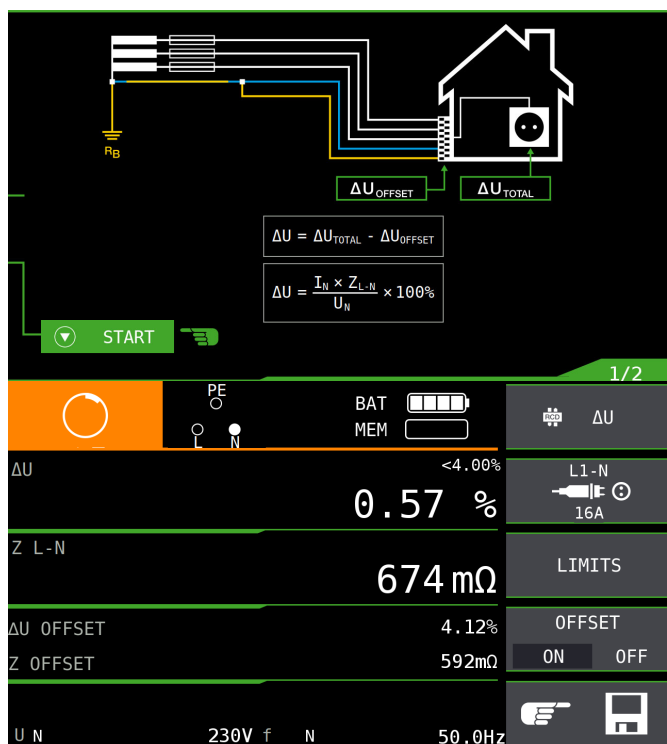 R_B
ΔU_OFFSET ΔU_TOTAL
ΔU = ΔU_TOTAL - ΔU_OFFSET
ΔU = (I_N × Z_L-N) / U_N × 100%
START
1/2
PE
L N
BAT
MEM
RCD ΔU
ΔU
<4.00%
0.57 %
L1-N
16A
Z L-N
674 mΩ
LIMITS
ΔU OFFSET 4.12%
Z OFFSET 592mΩ
OFFSET
ON OFF
U N 230V f N 50.0Hz